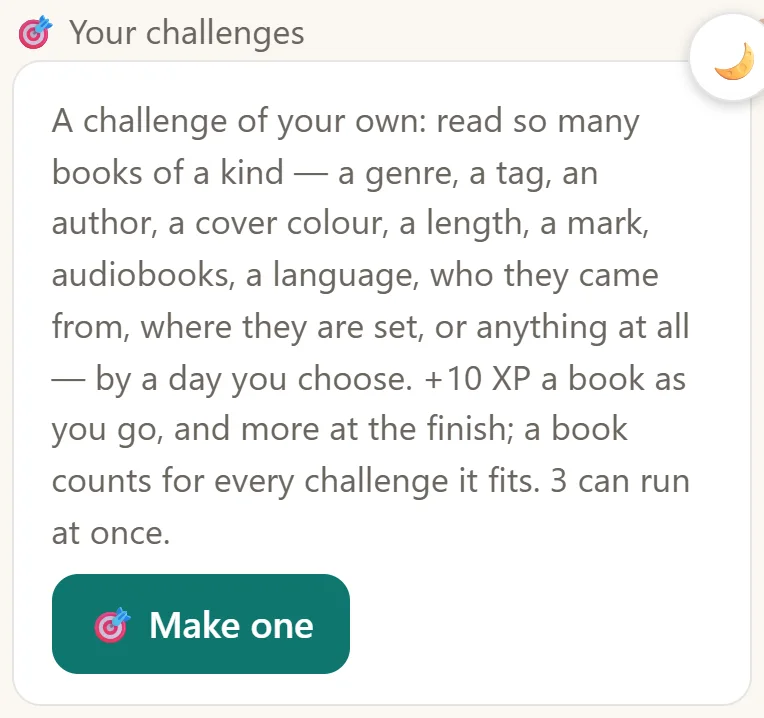 Your challenges
A challenge of your own: read so many
books of a kind — a genre, a tag, an
author, a cover colour, a length, a mark,
audiobooks, a language, who they came
from, where they are set, or anything at all
— by a day you choose. +10 XP a book as
you go, and more at the finish; a book
counts for every challenge it fits. 3 can run
at once.
Make one